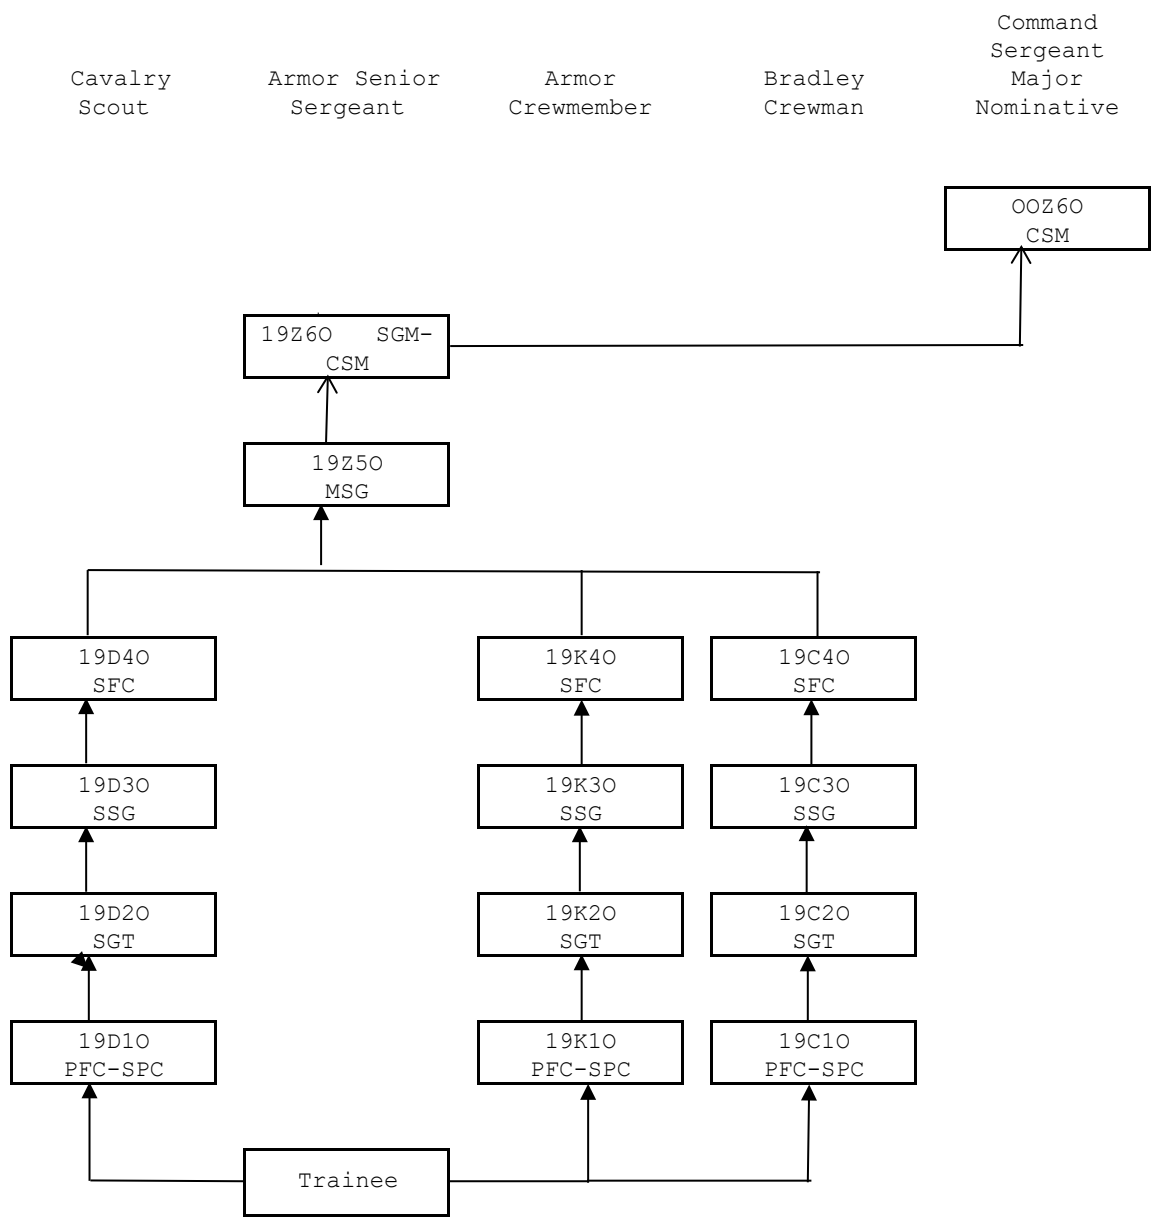 Command
Sergeant
Cavalry Armor Senior Armor Bradley Major
Scout Sergeant Crewmember Crewman Nominative
OOZ6O
CSM
19Z6O SGM-
CSM
19Z5O
MSG
19D4O 19K4O 19C4O
SFC SFC SFC
19D3O 19K3O 19C3O
SSG SSG SSG
19D2O 19K2O 19C2O
SGT SGT SGT
19D1O 19K1O 19C1O
PFC-SPC PFC-SPC PFC-SPC
Trainee